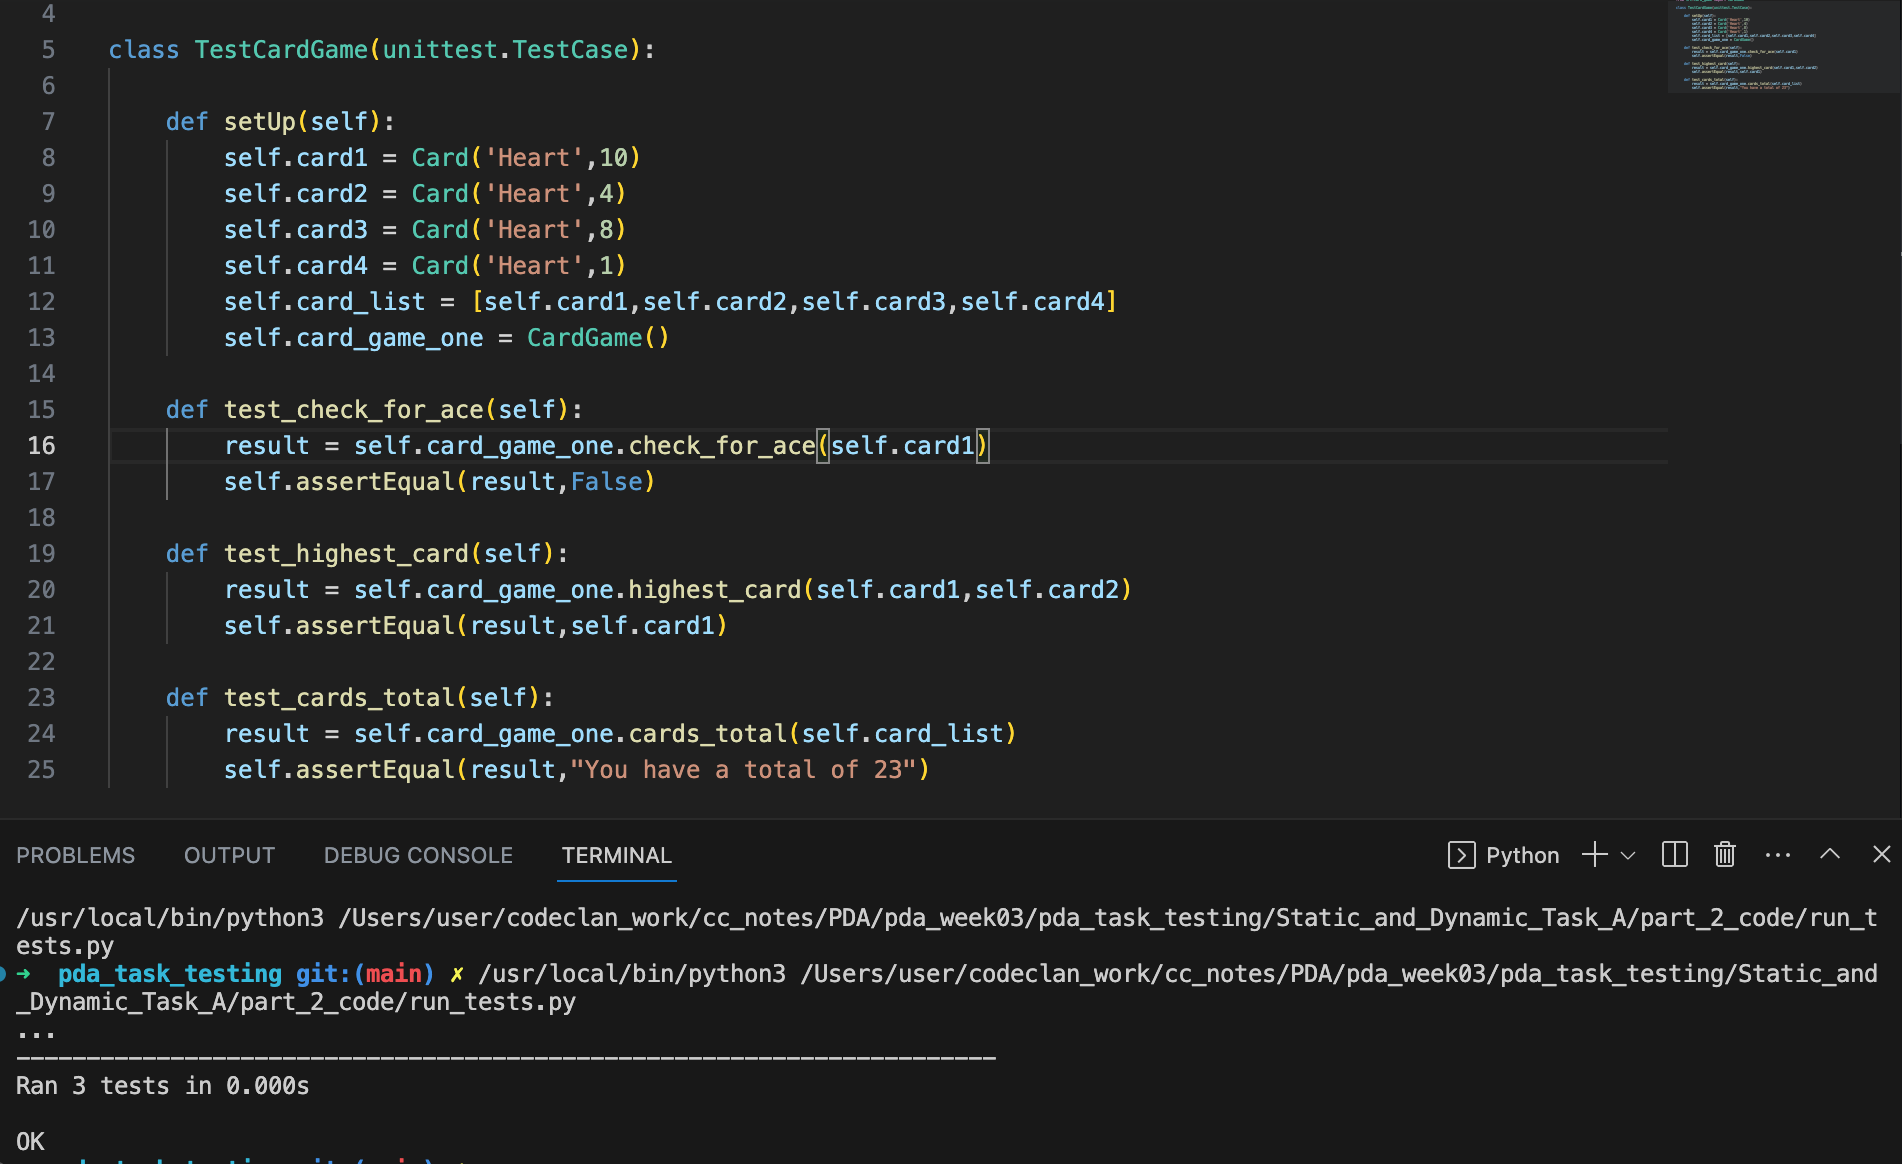 4
5 class TestCardGame(unittest.TestCase):
6
7 def setUp(self):
8 self.card1 = Card('Heart',10)
9 self.card2 = Card('Heart',4)
10 self.card3 = Card('Heart',8)
11 self.card4 = Card('Heart',1)
12 self.card_list = [self.card1,self.card2,self.card3,self.card4]
13 self.card_game_one = CardGame()
14
15 def test_check_for_ace(self):
16 result = self.card_game_one.check_for_ace(self.card1)
17 self.assertEqual(result,False)
18
19 def test_highest_card(self):
20 result = self.card_game_one.highest_card(self.card1,self.card2)
21 self.assertEqual(result,self.card1)
22
23 def test_cards_total(self):
24 result = self.card_game_one.cards_total(self.card_list)
25 self.assertEqual(result,"You have a total of 23")
PROBLEMS OUTPUT DEBUG CONSOLE TERMINAL Python
/usr/local/bin/python3 /Users/user/codeclan_work/cc_notes/PDA/pda_week03/pda_task_testing/Static_and_Dynamic_Task_A/part_2_code/run_t
ests.py
➜ pda_task_testing git:(main) ✗ /usr/local/bin/python3 /Users/user/codeclan_work/cc_notes/PDA/pda_week03/pda_task_testing/Static_and
_Dynamic_Task_A/part_2_code/run_tests.py
...
----------------------------------------------------------------------
Ran 3 tests in 0.000s
OK